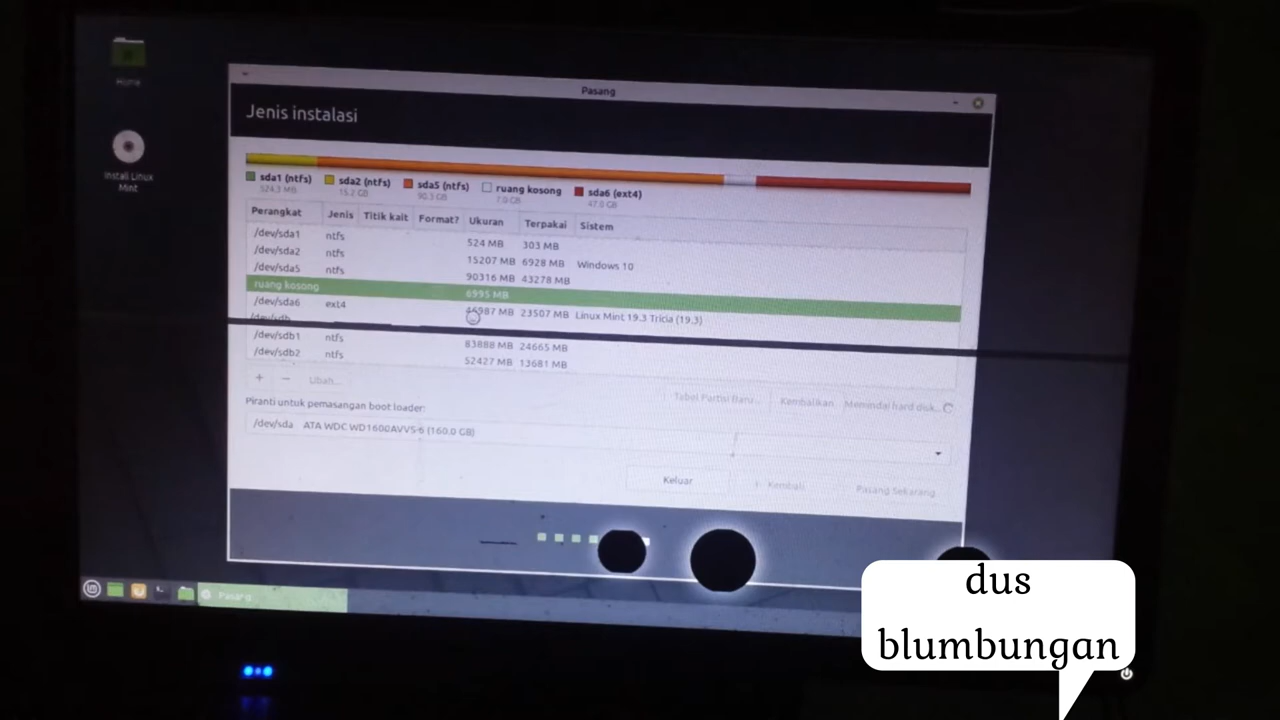 Home
Install Linux
Mint
Pasang
Jenis instalasi
sda1 (ntfs) sda2 (ntfs) sda5 (ntfs) ruang kosong sda6 (ext4)
524.3 MB 15.2 GB 90.3 GB 7.0 GB 47.0 GB
Perangkat Jenis Titik kait Format? Ukuran Terpakai Sistem
/dev/sda1 ntfs 524 MB 303 MB
/dev/sda2 ntfs 15207 MB 6928 MB Windows 10
/dev/sda5 ntfs 90316 MB 43278 MB
ruang kosong 6995 MB
/dev/sda6 ext4 46987 MB 23507 MB Linux Mint 19.3 Tricia (19.3)
/dev/sdb
/dev/sdb1 ntfs 83888 MB 24665 MB
/dev/sdb2 ntfs 52427 MB 13681 MB
+ − Ubah...
Tabel Partisi Baru... Kembalikan Memindai hard disk...
Piranti untuk pemasangan boot loader:
/dev/sda ATA WDC WD1600AVVS-6 (160.0 GB)
Keluar Kembali Pasang Sekarang
Pasang
dus
blumbungan